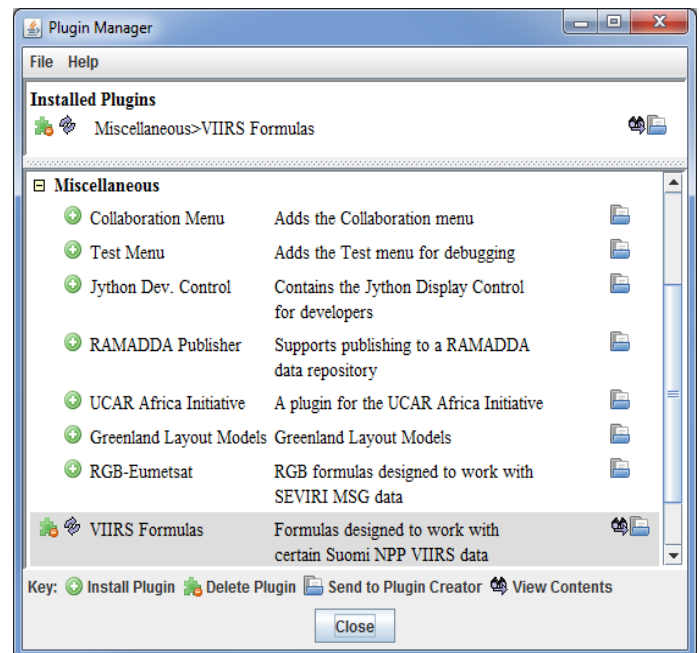 Plugin Manager
File Help
Installed Plugins
Miscellaneous>VIIRS Formulas
Miscellaneous
Collaboration Menu Adds the Collaboration menu
Test Menu Adds the Test menu for debugging
Jython Dev. Control Contains the Jython Display Control
for developers
RAMADDA Publisher Supports publishing to a RAMADDA
data repository
UCAR Africa Initiative A plugin for the UCAR Africa Initiative
Greenland Layout Models Greenland Layout Models
RGB-Eumetsat RGB formulas designed to work with
SEVIRI MSG data
VIIRS Formulas Formulas designed to work with
certain Suomi NPP VIIRS data
Key: Install Plugin Delete Plugin Send to Plugin Creator View Contents
Close